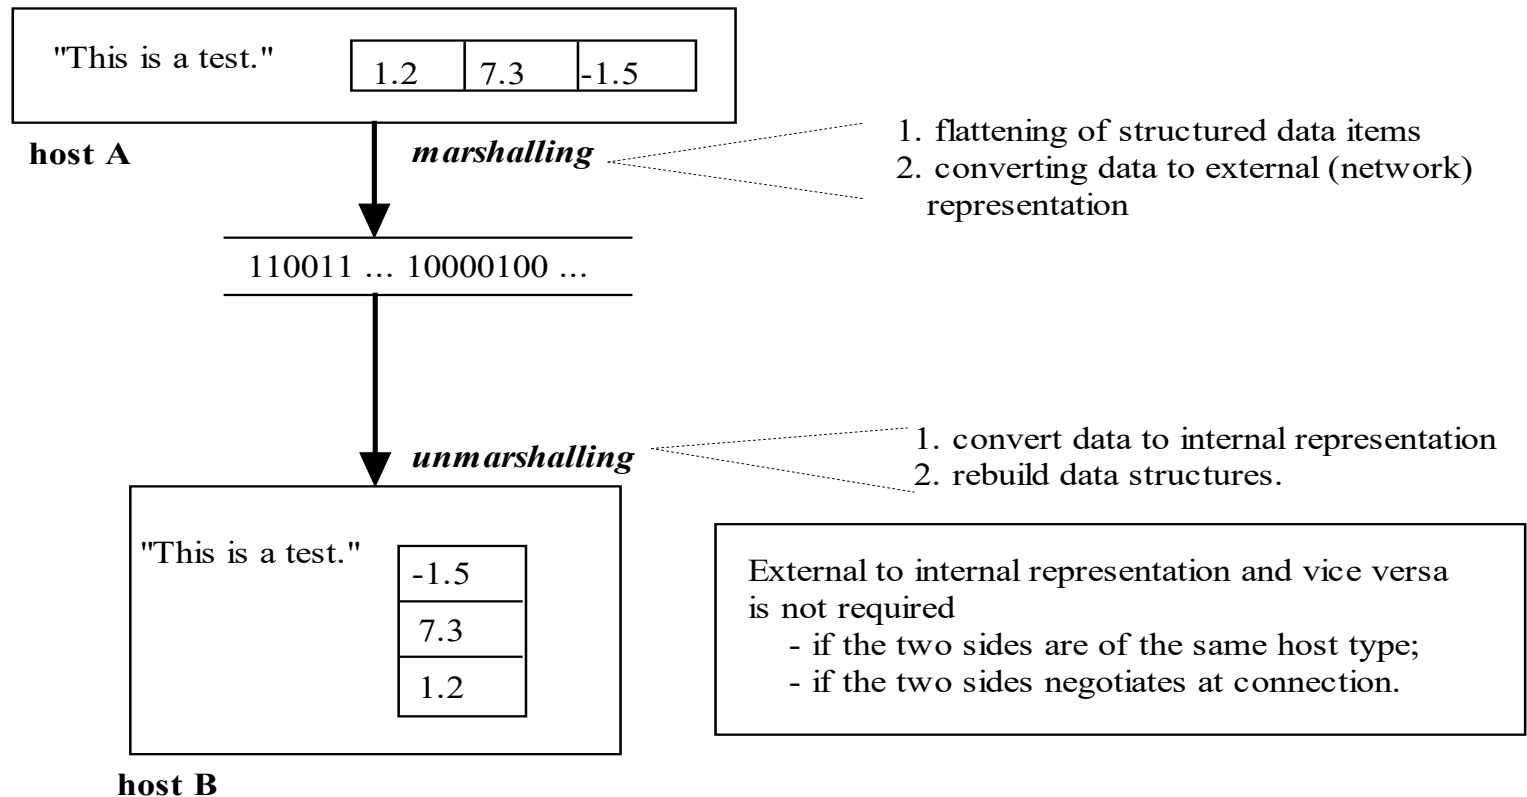 "This is a test."
1.2 7.3 -1.5
host A
marshalling
1. flattening of structured data items
2. converting data to external (network)
representation
110011 ... 10000100 ...
unmarshalling
1. convert data to internal representation
2. rebuild data structures.
"This is a test."
-1.5
7.3
1.2
host B
External to internal representation and vice versa
is not required
- if the two sides are of the same host type;
- if the two sides negotiates at connection.